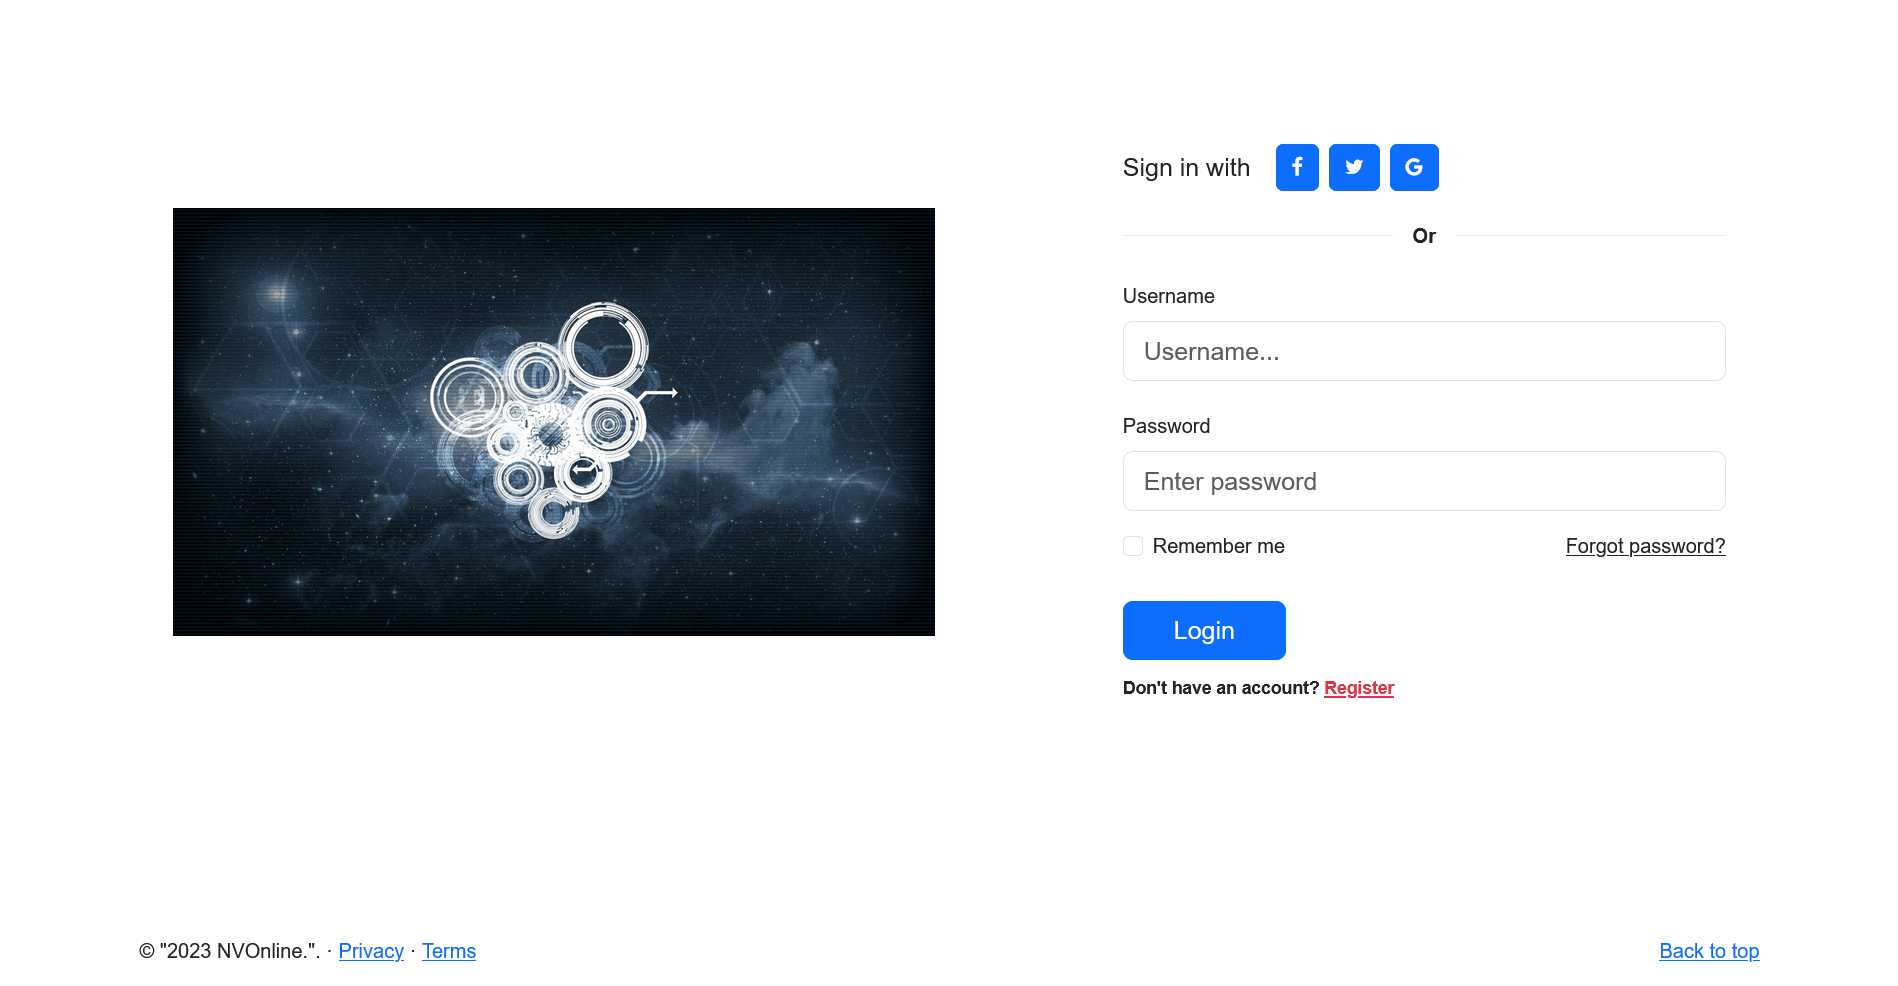 Sign in with
Or
Username
Username...
Password
Enter password
Remember me
Forgot password?
Login
Don't have an account? Register
© "2023 NVOnline.". · Privacy · Terms
Back to top